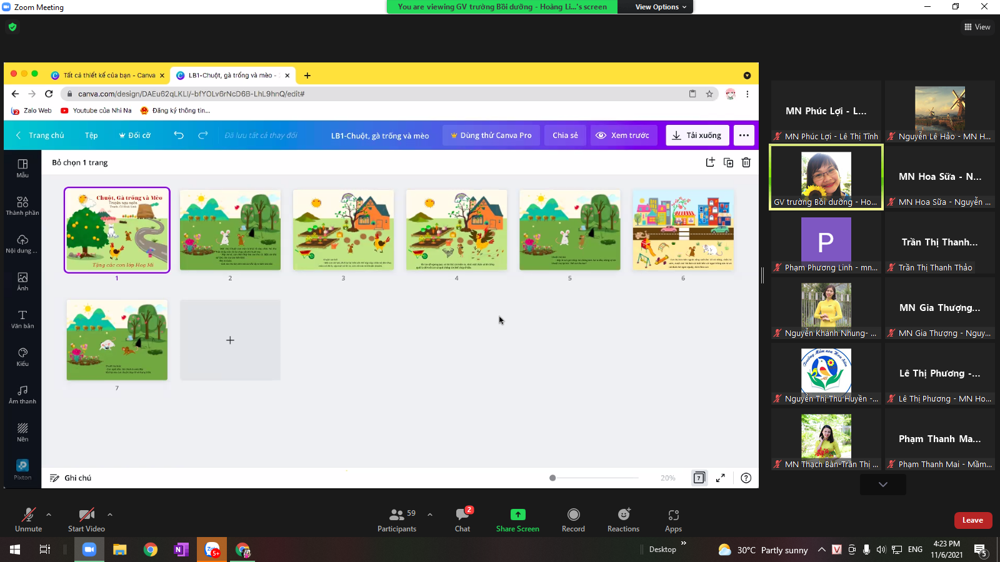 Zoom Meeting
You are viewing GV trường Bồi dưỡng - Hoàng Li...'s screen
View Options
View
Tất cả thiết kế của bạn - Canva
LB1-Chuột, gà trống và mèo -
canva.com/design/DAEu62qLKLI/-bfYOLv6rNcD6B-LhL9hnQ/edit#
Zalo Web
Youtube của Nhi Na
Đăng ký thông tin...
Trang chủ
Tệp
Đổi cỡ
Đã lưu tất cả thay đổi
LB1-Chuột, gà trống và mèo
Dùng thử Canva Pro
Chia sẻ
Xem trước
Tải xuống
Bỏ chọn 1 trang
Mẫu
Thành phần
Nội dung ...
Ảnh
Văn bản
Kiểu
Âm thanh
Nền
Pixton
Chuột, Gà trống và Mèo
Truyện ngụ ngôn
Tặng các con lớp Hoạ Mi
1
2
3
4
5
6
7
Ghi chú
20%
7
MN Phúc Lợi - L...
MN Phúc Lợi - Lê Thị Tĩnh
Nguyễn Lê Hảo - MN H...
GV trường Bồi dưỡng - Ho...
MN Hoa Sữa - N...
MN Hoa Sữa - Nguyễn ...
P
Phạm Phương Linh - mn...
Trần Thị Thanh...
Trần Thị Thanh Thảo
Nguyễn Khánh Nhung- ...
MN Gia Thượng...
MN Gia Thượng - Nguy...
Trường Mầm non Hoa Sữa
Nguyễn Thị Thu Huyền -...
Lê Thị Phương -...
Lê Thị Phương - MN Ho...
MN Thạch Bàn-Trần Thị ...
Phạm Thanh Ma...
Phạm Thanh Mai - Mầm...
Unmute
Start Video
59
Participants
2
Chat
Share Screen
Record
Reactions
Apps
Leave
5+
Desktop
30°C Partly sunny
ENG
4:23 PM
11/6/2021
5